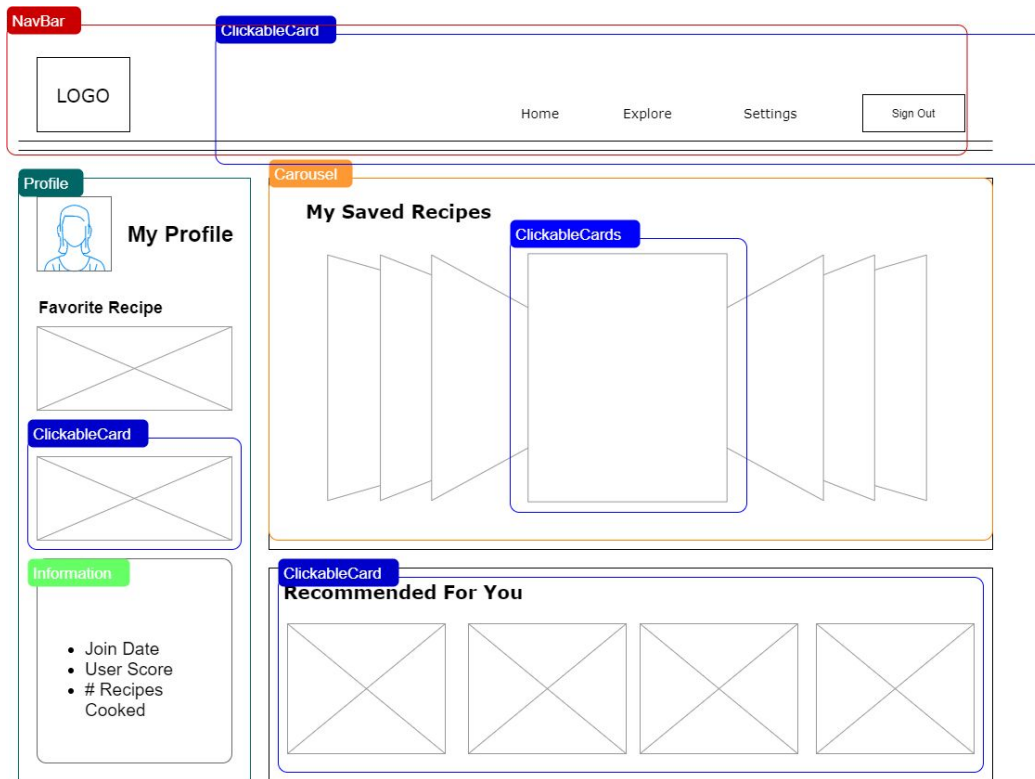 NavBar
ClickableCard
LOGO
Home Explore Settings Sign Out
Profile
My Profile
Favorite Recipe
ClickableCard
Information
Join Date
User Score
# Recipes
Cooked
Carousel
My Saved Recipes
ClickableCards
ClickableCard
Recommended For You